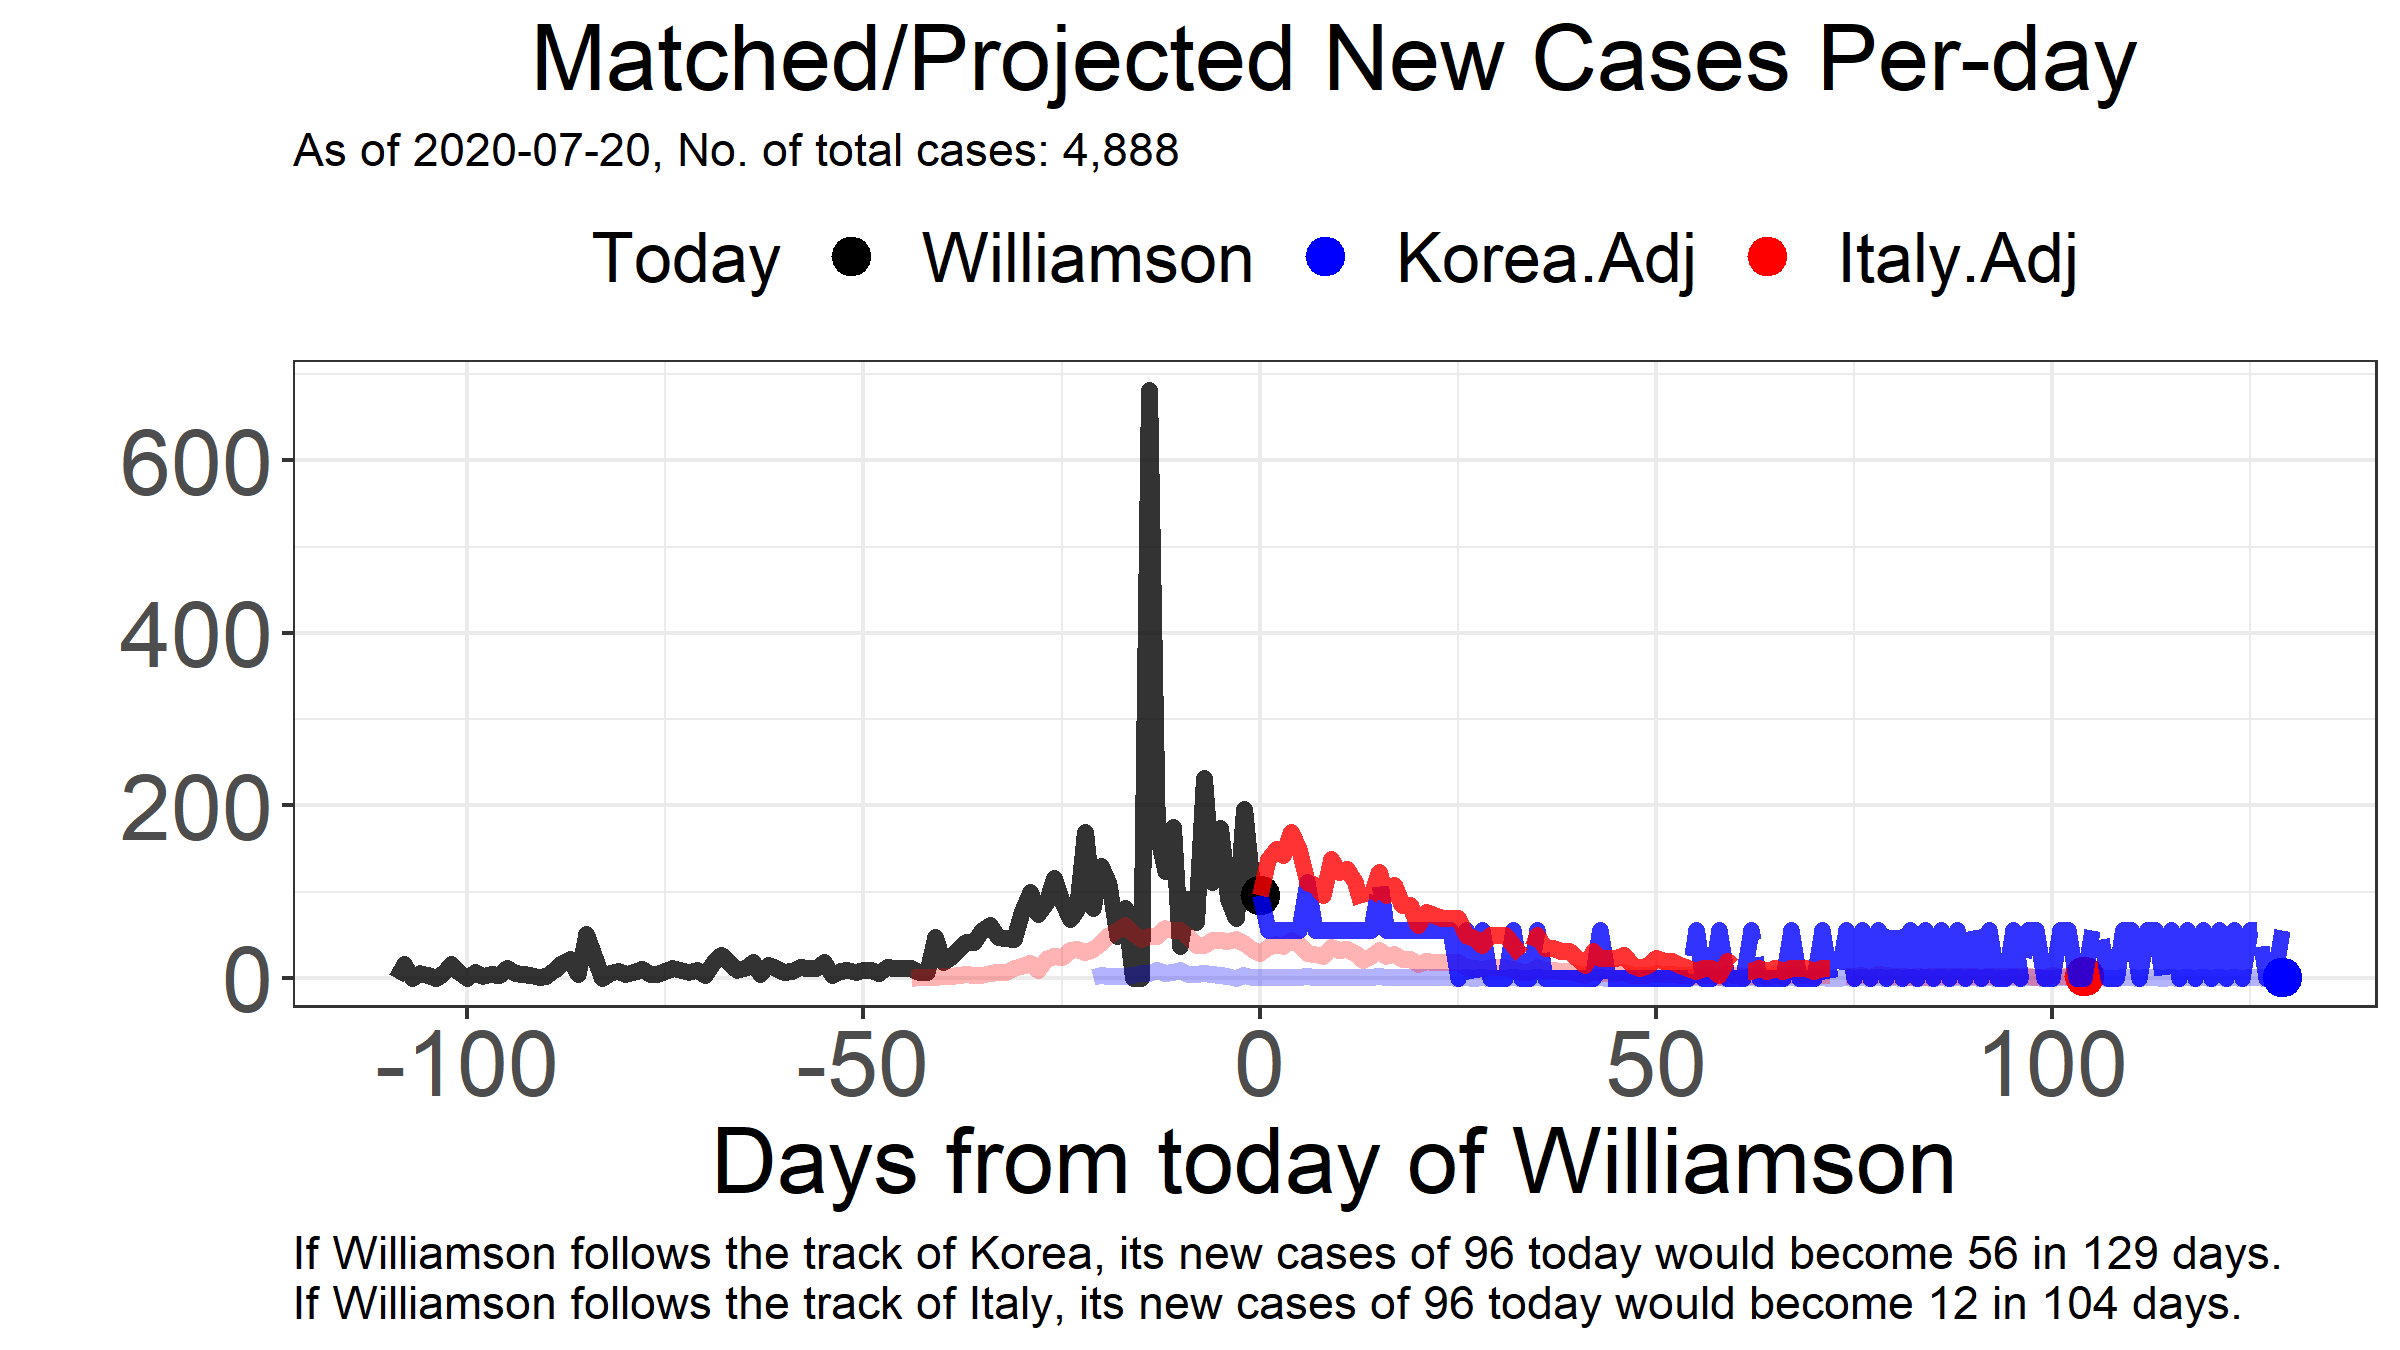 Matched/Projected New Cases Per-day
As of 2020-07-20, No. of total cases: 4,888
Today Williamson Korea.Adj Italy.Adj
600
400
200
0
-100 -50 0 50 100
Days from today of Williamson
If Williamson follows the track of Korea, its new cases of 96 today would become 56 in 129 days.
If Williamson follows the track of Italy, its new cases of 96 today would become 12 in 104 days.